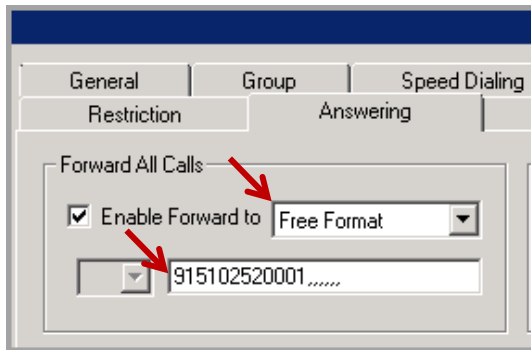 General Group Speed Dialing
Restriction Answering
Forward All Calls
Enable Forward to Free Format
915102520001,,,,,,